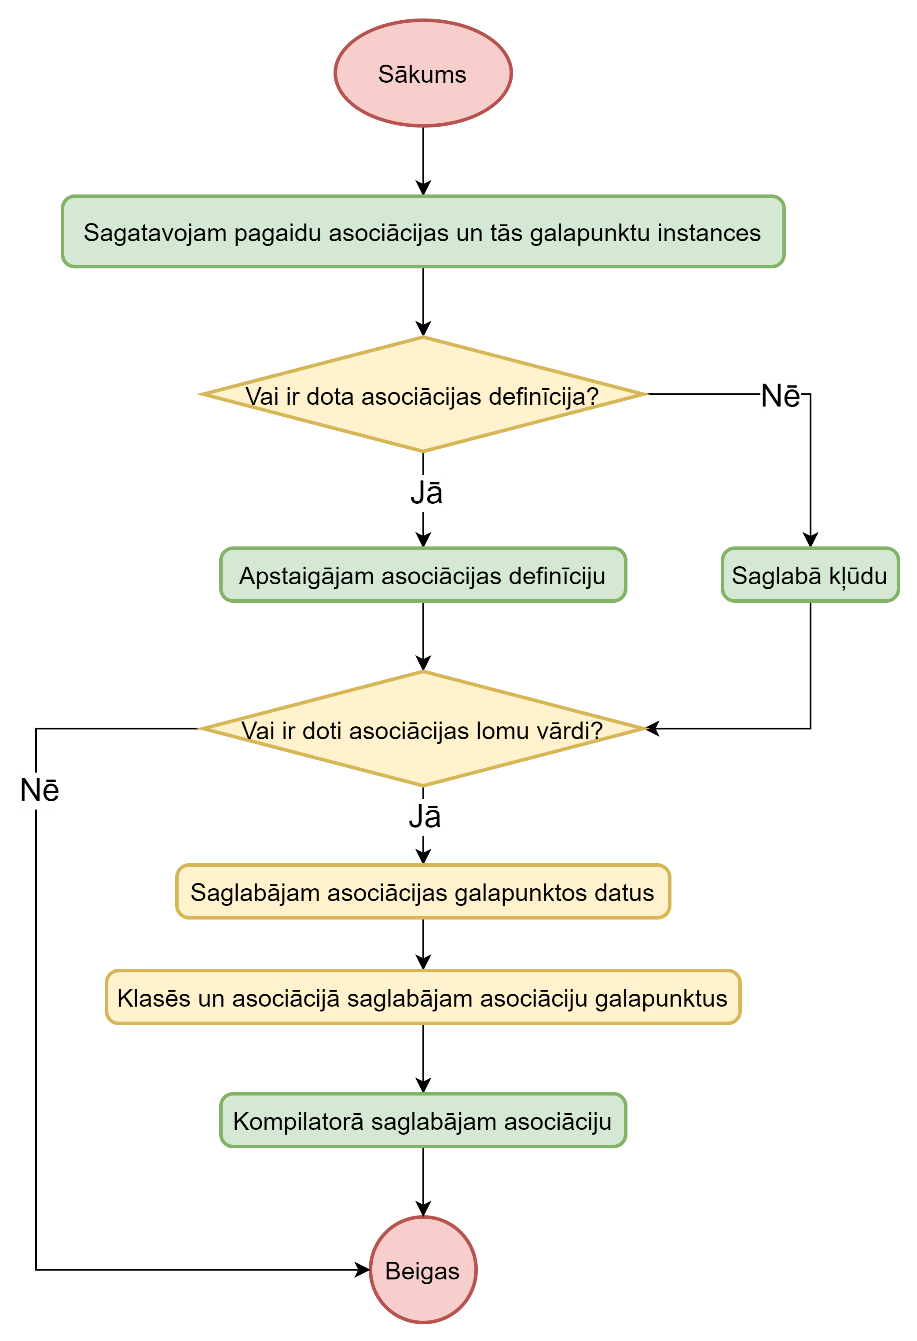 Sākums
Sagatavojam pagaidu asociācijas un tās galapunktu instances
Vai ir dota asociācijas definīcija?
Nē
Jā
Apstaigājam asociācijas definīciju
Saglabā kļūdu
Vai ir doti asociācijas lomu vārdi?
Nē
Jā
Saglabājam asociācijas galapunktos datus
Klasēs un asociācijā saglabājam asociāciju galapunktus
Kompilatorā saglabājam asociāciju
Beigas